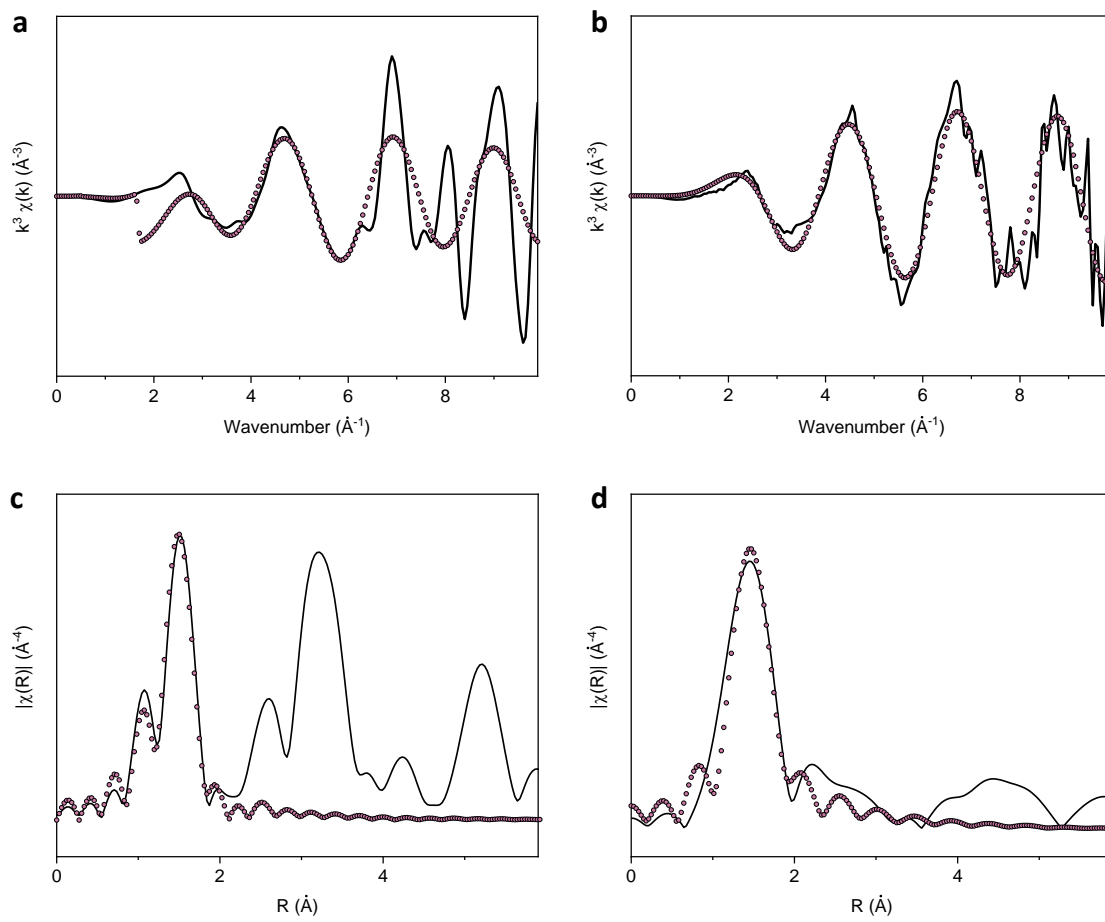 a
k³ χ(k) (Å⁻³)
0 2 4 6 8
Wavenumber (Å⁻¹)
b
k³ χ(k) (Å⁻³)
0 2 4 6 8
Wavenumber (Å⁻¹)
c
|χ(R)| (Å⁻⁴)
0 2 4
R (Å)
d
|χ(R)| (Å⁻⁴)
0 2 4
R (Å)